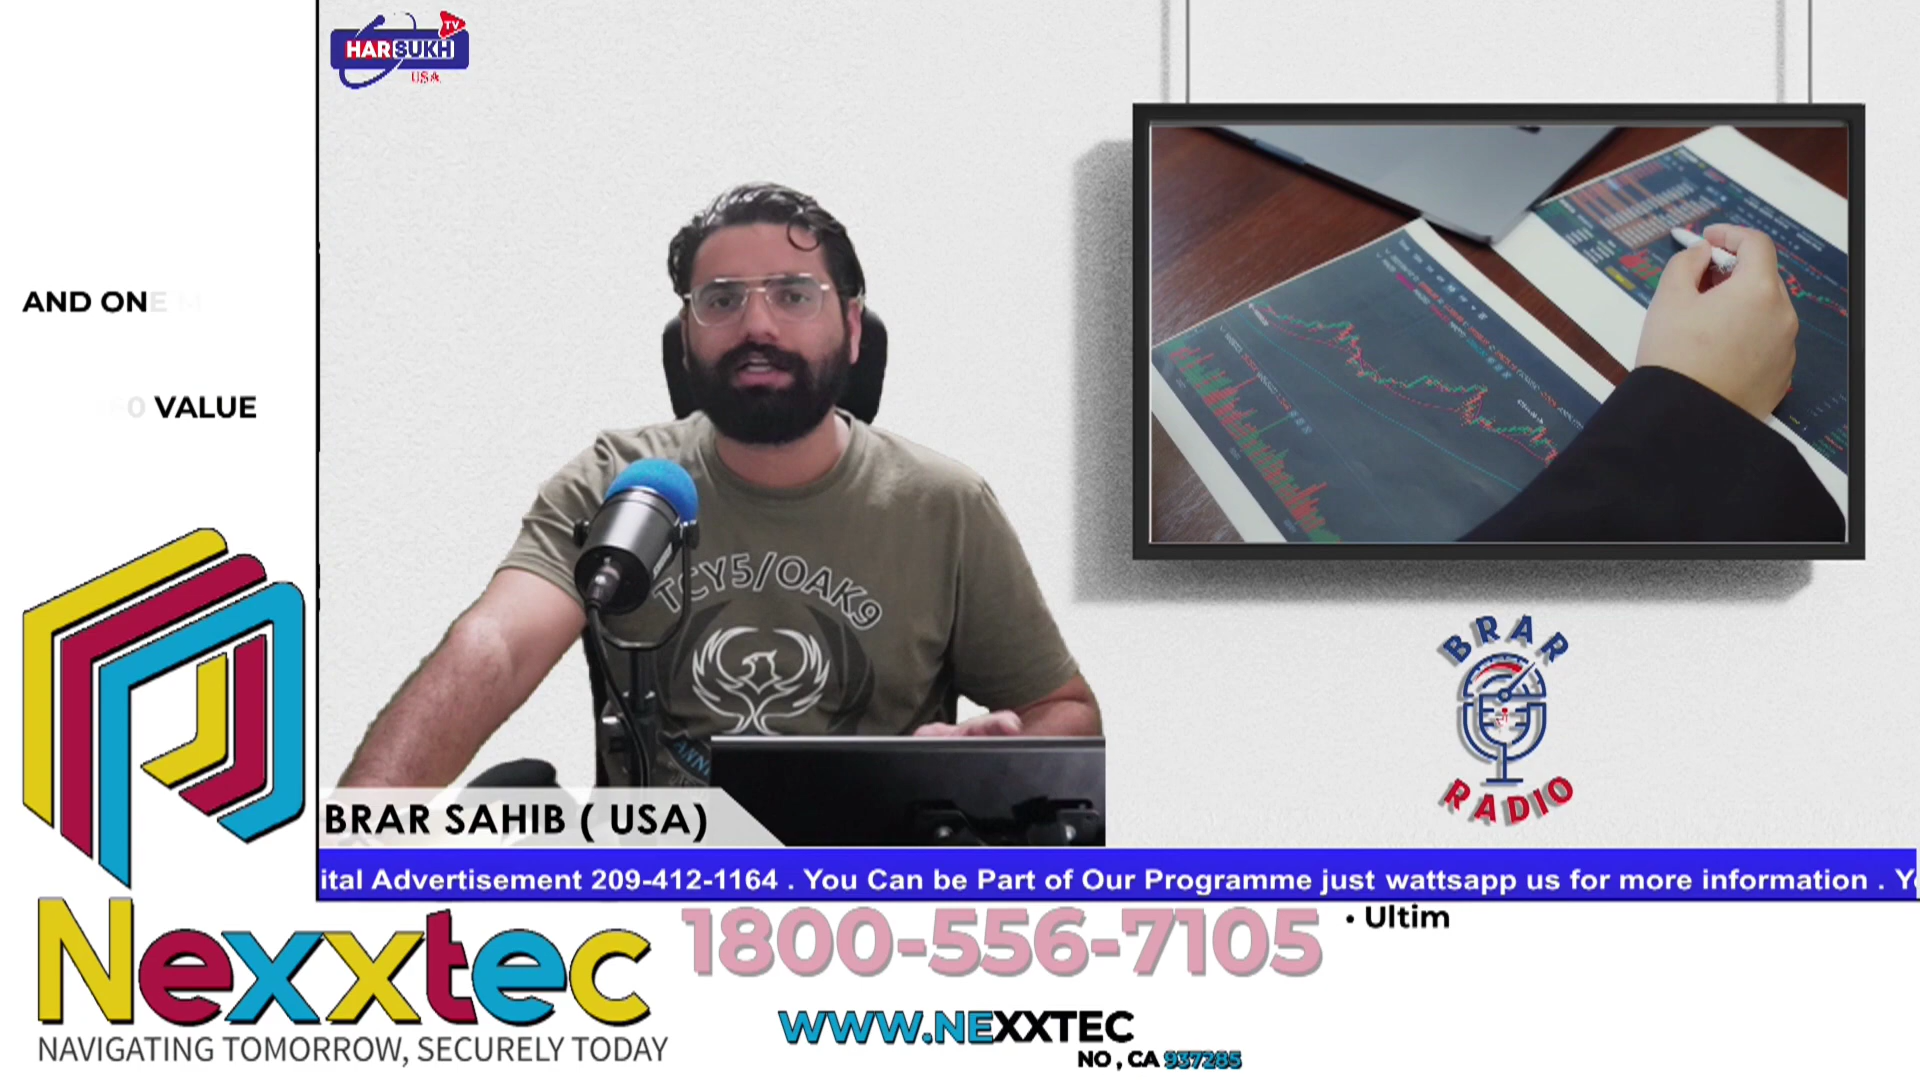 HARSUKH
TV
USA
AND ONE
VALUE
TCY5/OAK9
BRAR
RADIO
BRAR SAHIB ( USA)
ital Advertisement 209-412-1164 . You Can be Part of Our Programme just wattsapp us for more information .
Nexxtec
NAVIGATING TOMORROW, SECURELY TODAY
1800-556-7105
• Ultim
WWW.NEXXTEC
NO , CA 937285